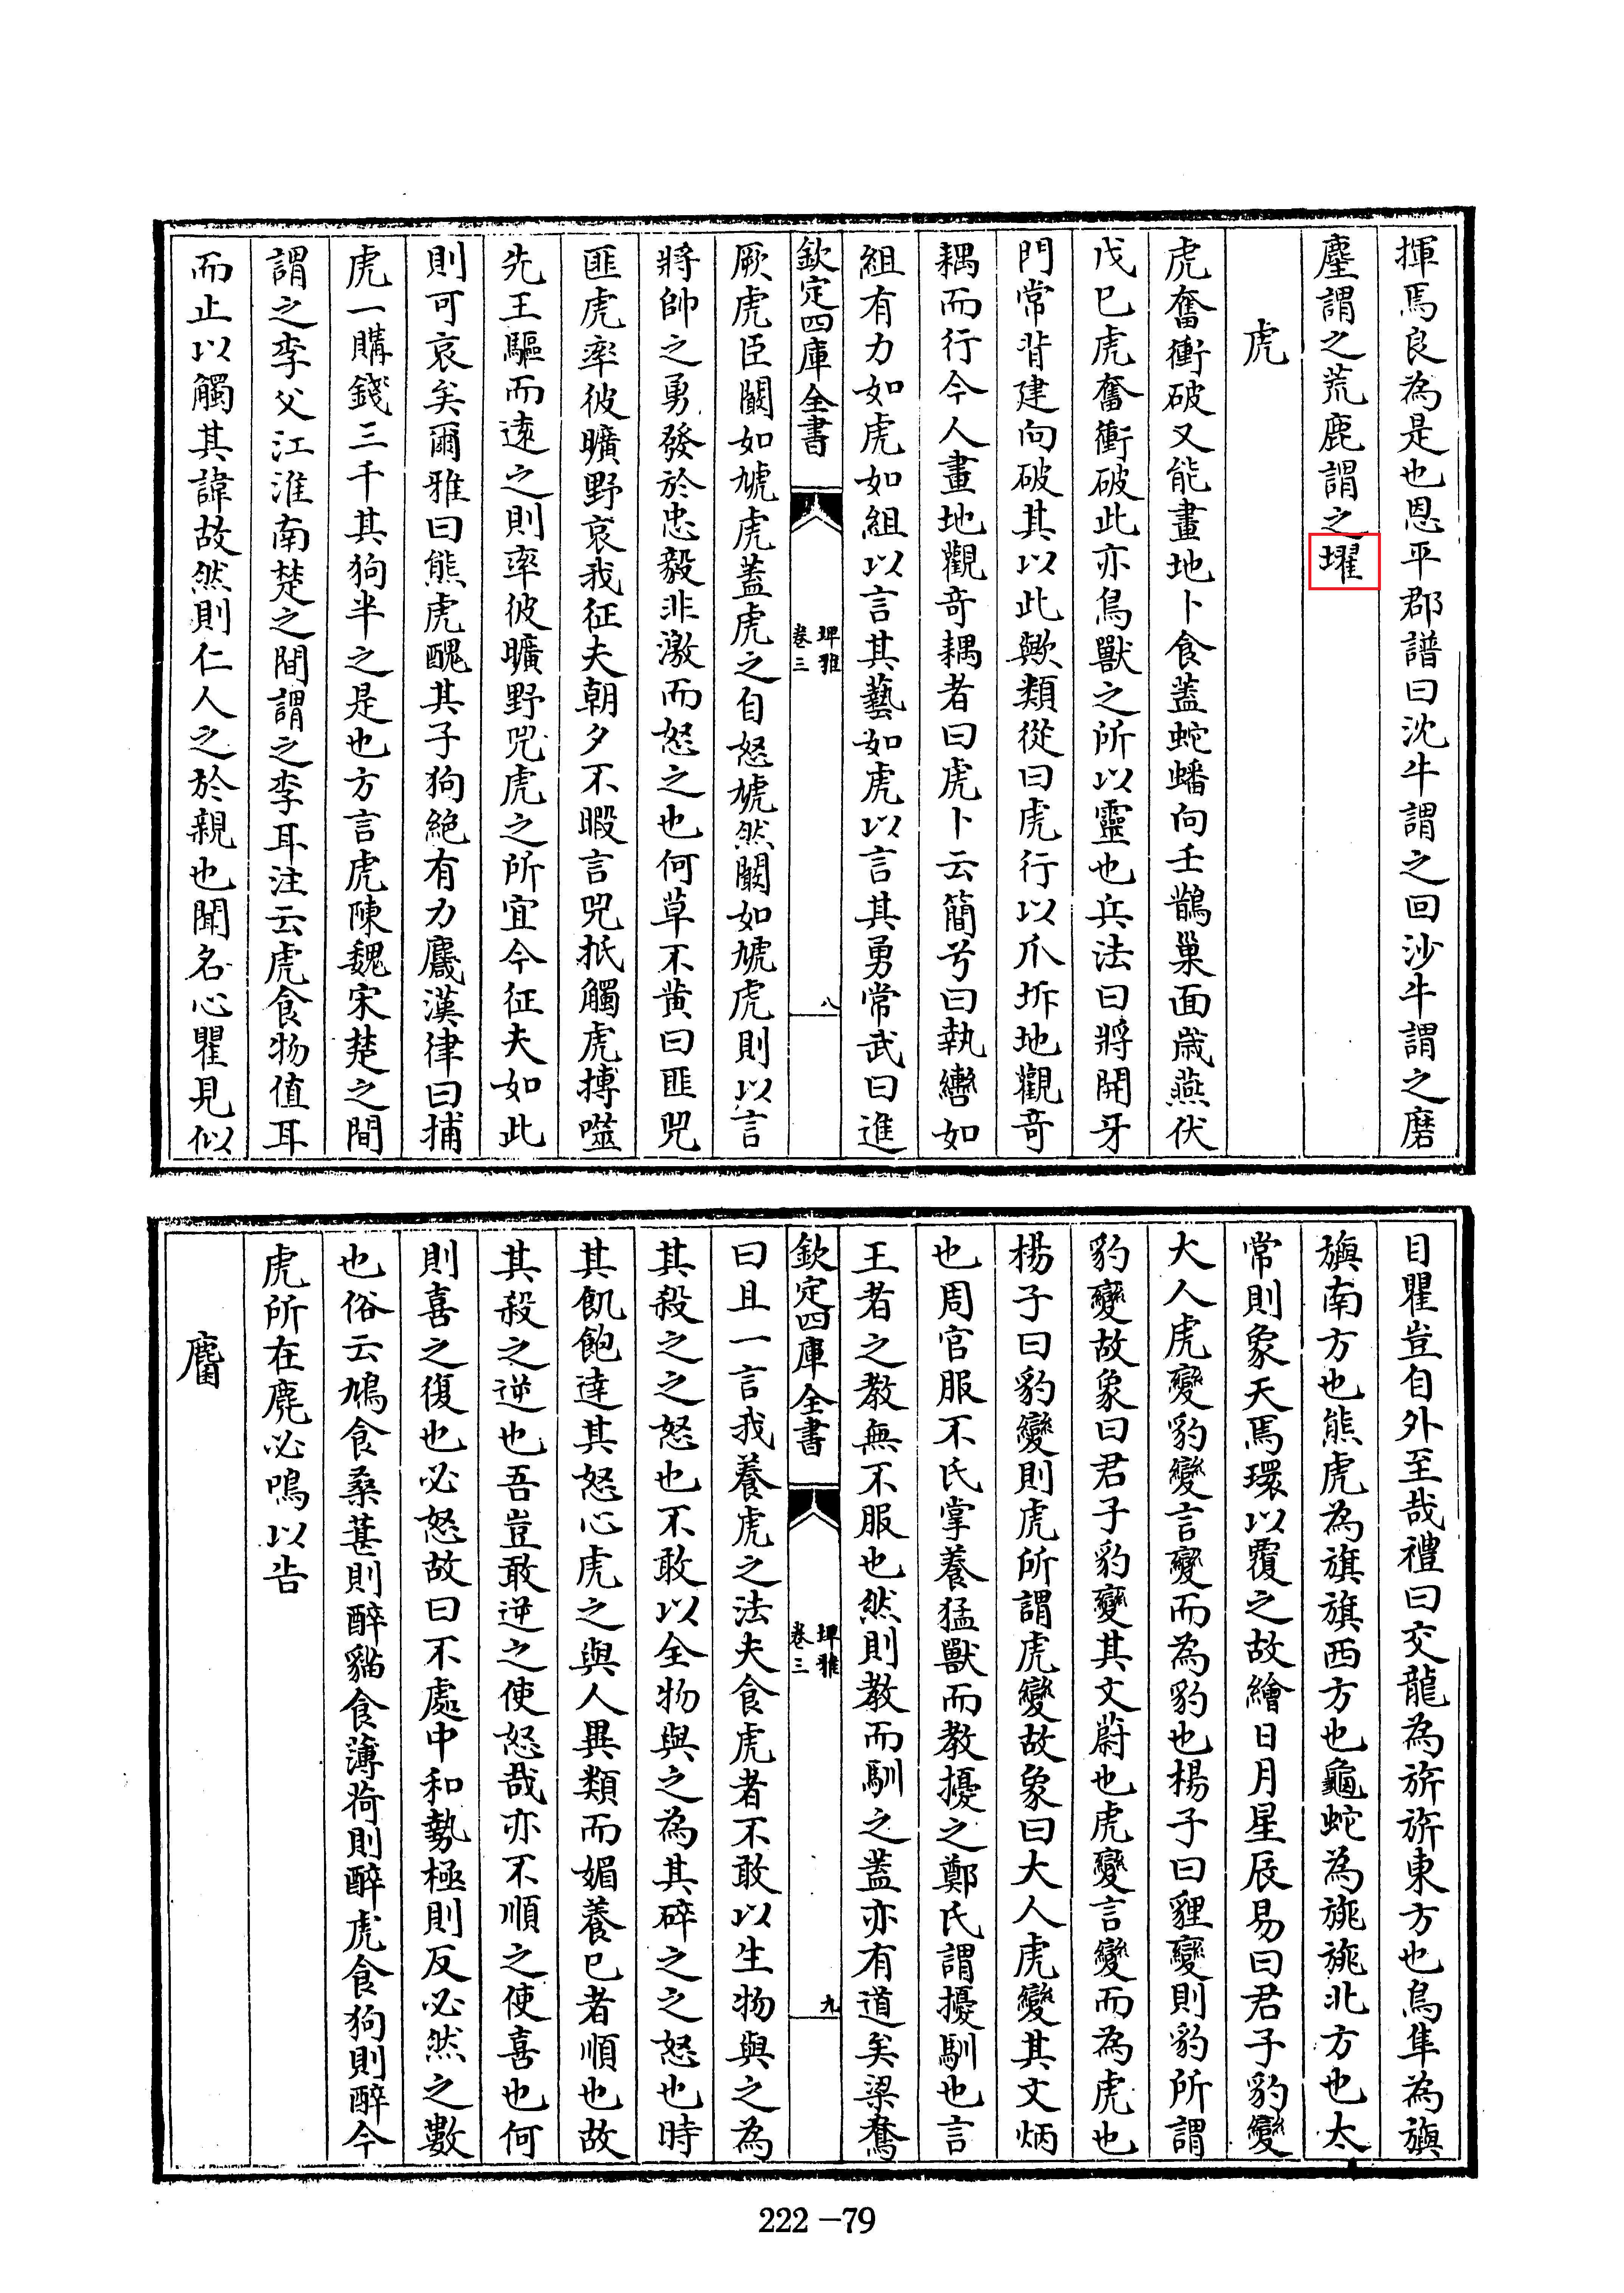 揮焉良為是也恩平郡譜曰沈牛謂之回沙牛謂之磨
塵謂之荒鹿謂之㙤
虎
虎奮衝破又能畫地卜食蓋蛇蟠向壬鵲巢面歲燕伏
戊巳虎奮衝破此亦鳥獸之所以靈也兵法曰將開牙
門常背建向破其以此歟類從曰虎行以爪坼地觀奇
耦而行今人畫地觀奇耦者曰虎卜云簡兮曰執轡如
組有力如虎如組以言其藝如虎以言其勇常武曰進
欽定四庫全書
埤雅
卷三
八
厥虎臣闞如虓虎蓋虎之自怒虓然闞如虓虎則以言
將帥之勇發於忠毅非激而怒之也何草不黄曰匪兕
匪虎率彼曠野哀我征夫朝夕不暇言兕抵觸虎搏噬
先王驅而逺之則率彼曠野兕虎之所宜今征夫如此
則可哀矣爾雅曰熊虎醜其子狗絶有力麙漢律曰捕
虎一購錢三千其狗半之是也方言虎陳魏宋楚之間
謂之李父江淮南楚之間謂之李耳注云虎食物值耳
而止以觸其諱故然則仁人之於親也聞名心瞿見似
目瞿豈自外至哉禮曰交龍為旂旂東方也鳥隼為旟
旟南方也熊虎為旗旗西方也龜蛇為旐旐北方也太
常則象天焉環以覆之故繪日月星辰易曰君子豹變
大人虎變豹變言變而為豹也楊子曰貍變則豹所謂
豹變故象曰君子豹變其文蔚也虎變言變而為虎也
楊子曰豹變則虎所謂虎變故象曰大人虎變其文炳
也周官服不氏掌養猛獸而教擾之鄭氏謂擾馴也言
王者之教無不服也然則教而馴之蓋亦有道矣梁鴦
欽定四庫全書
埤雅
卷三
九
曰且一言我養虎之法夫食虎者不敢以生物與之為
其殺之之怒也不敢以全物與之為其碎之之怒也時
其飢飽達其怒心虎之與人異類而媚養已者順也故
其殺之逆也吾豈敢逆之使怒哉亦不順之使喜也何
則喜之復也必怒故曰不處中和勢極則反必然之數
也俗云鳩食桑葚則醉貓食薄荷則醉虎食狗則醉今
虎所在麂必鳴以告
麕
222-79